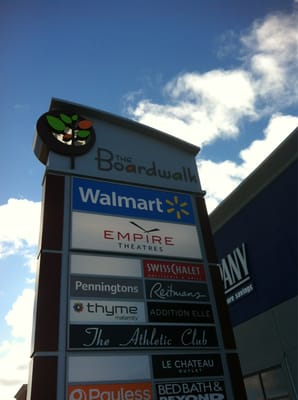 THE
Boardwalk
Walmart
EMPIRE
THEATRES
SWISS CHALET
Penningtons
Reitmans
thyme
maternity
ADDITION ELLE
The Athletic Club
LE CHATEAU
OUTLET
Payless
BED BATH &
BEYOND
ANY